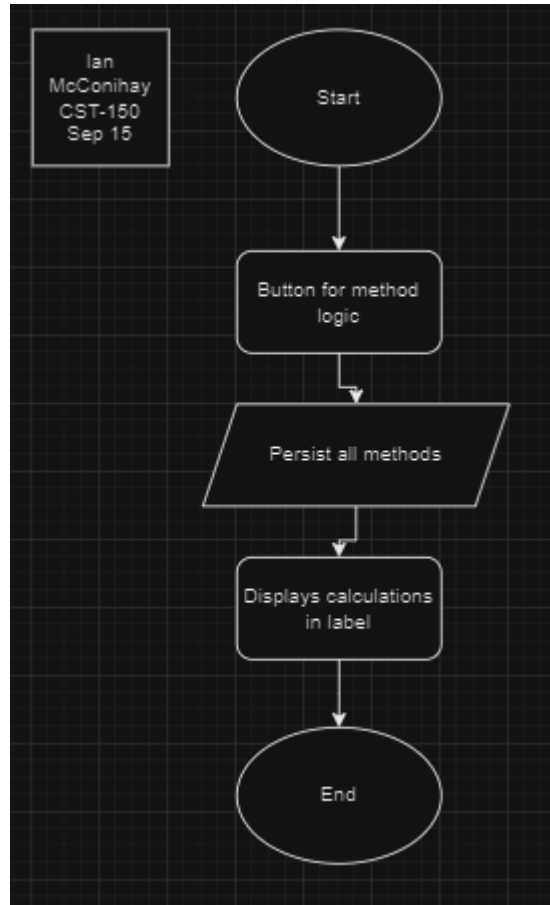 Ian
McConihay
CST-150
Sep 15
Start
Button for method
logic
Persist all methods
Displays calculations
in label
End